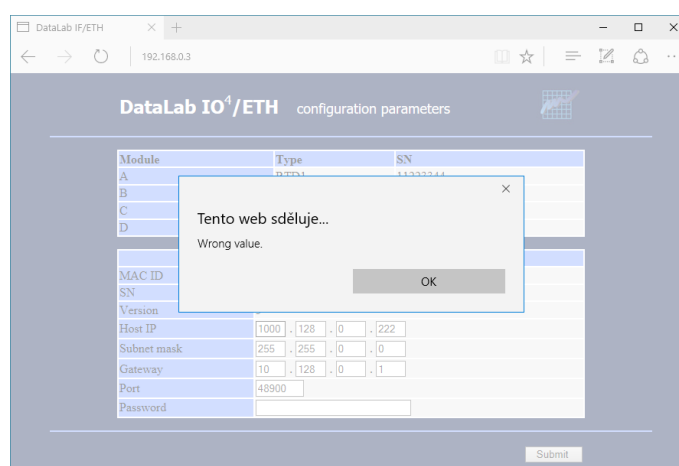 DataLab IF/ETH
192.168.0.3
DataLab IO⁴/ETH configuration parameters
Module Type SN
A RTD1 11223344
B
C
D
Tento web sděluje...
Wrong value.
OK
MAC ID
SN
Version
Host IP 1000 . 128 . 0 . 222
Subnet mask 255 . 255 . 0 . 0
Gateway 10 . 128 . 0 . 1
Port 48900
Password
Submit